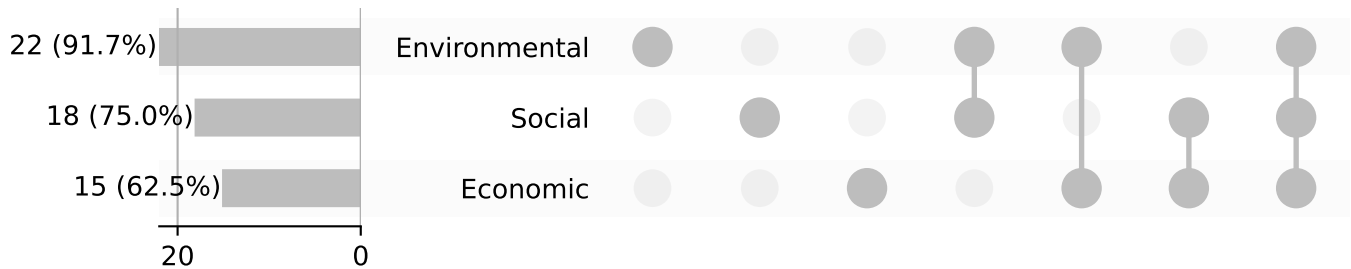 22 (91.7%) Environmental
18 (75.0%) Social
15 (62.5%) Economic
20 0